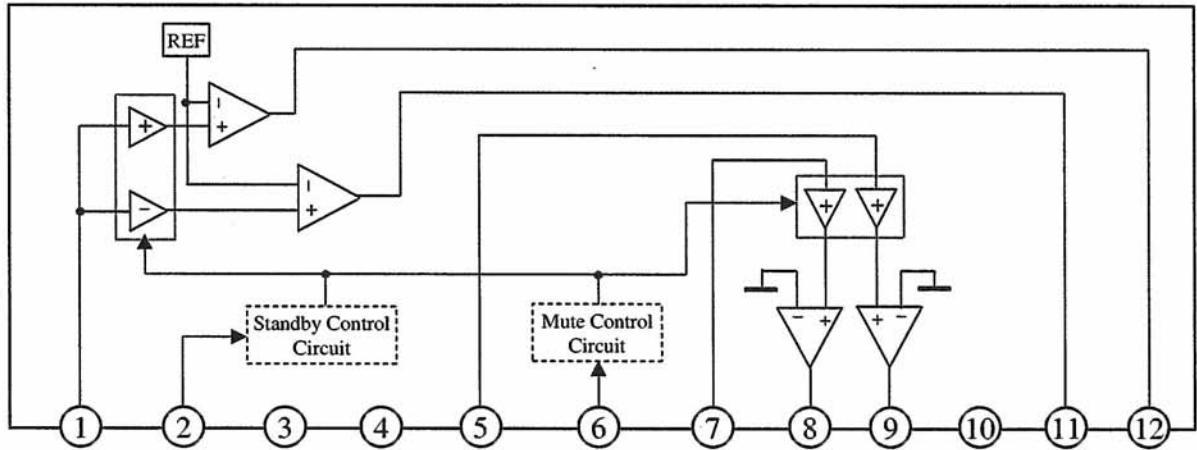 REF
−
+
+
−
−
+
+ +
Standby Control
Circuit
Mute Control
Circuit
− +
+ −
1 2 3 4 5 6 7 8 9 10 11 12